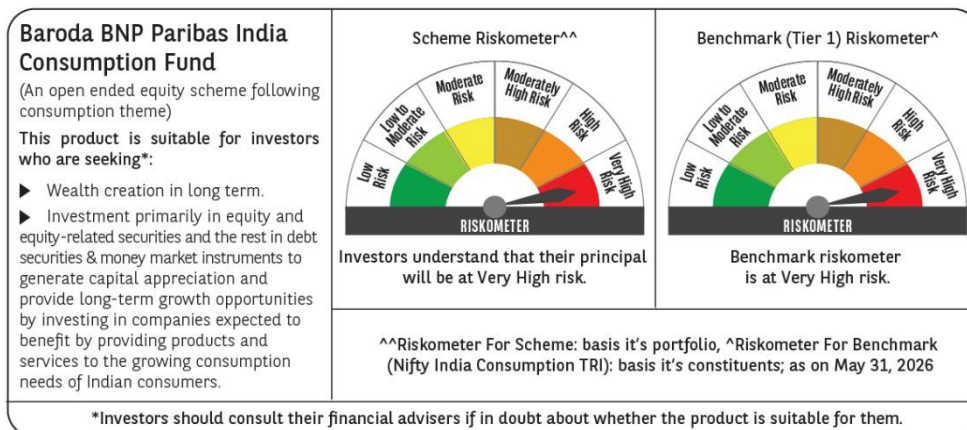 Baroda BNP Paribas India
Consumption Fund
(An open ended equity scheme following
consumption theme)
This product is suitable for investors
who are seeking*:
▶ Wealth creation in long term.
▶ Investment primarily in equity and
equity-related securities and the rest in debt
securities & money market instruments to
generate capital appreciation and
provide long-term growth opportunities
by investing in companies expected to
benefit by providing products and
services to the growing consumption
needs of Indian consumers.
Scheme Riskometer^^
Low Risk
Low to Moderate Risk
Moderate Risk
Moderately High Risk
High Risk
Very High Risk
RISKOMETER
Investors understand that their principal
will be at Very High risk.
Benchmark (Tier 1) Riskometer^
Low Risk
Low to Moderate Risk
Moderate Risk
Moderately High Risk
High Risk
Very High Risk
RISKOMETER
Benchmark riskometer
is at Very High risk.
^^Riskometer For Scheme: basis it's portfolio, ^Riskometer For Benchmark
(Nifty India Consumption TRI): basis it's constituents; as on May 31, 2026
*Investors should consult their financial advisers if in doubt about whether the product is suitable for them.